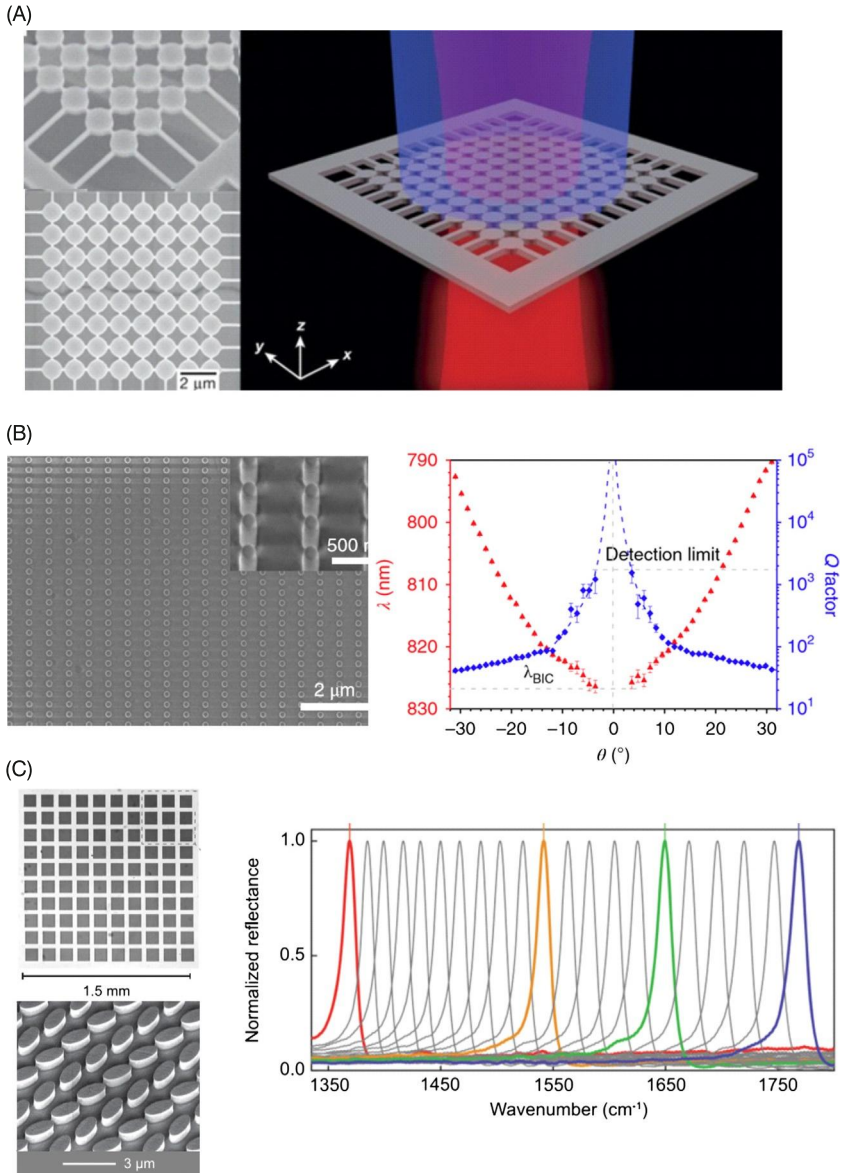 (A)
2 μm
z
y
x
(B)
500 n
2 μm
790
800
810
820
830
λ (nm)
Detection limit
λBIC
10⁵
10⁴
10³
10²
10¹
Q factor
−30 −20 −10 0 10 20 30
θ (°)
(C)
1.5 mm
3 μm
Normalized reflectance
1.0
0.5
0.0
1350 1450 1550 1650 1750
Wavenumber (cm⁻¹)